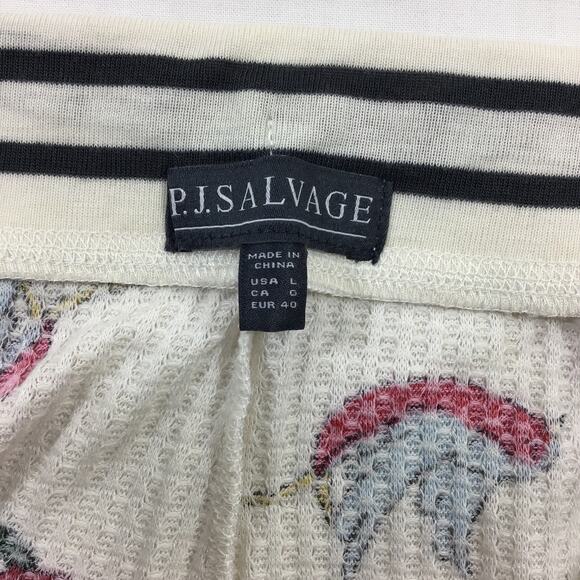 P.J.SALVAGE
MADE IN
CHINA
USA L
CA G
EUR 40